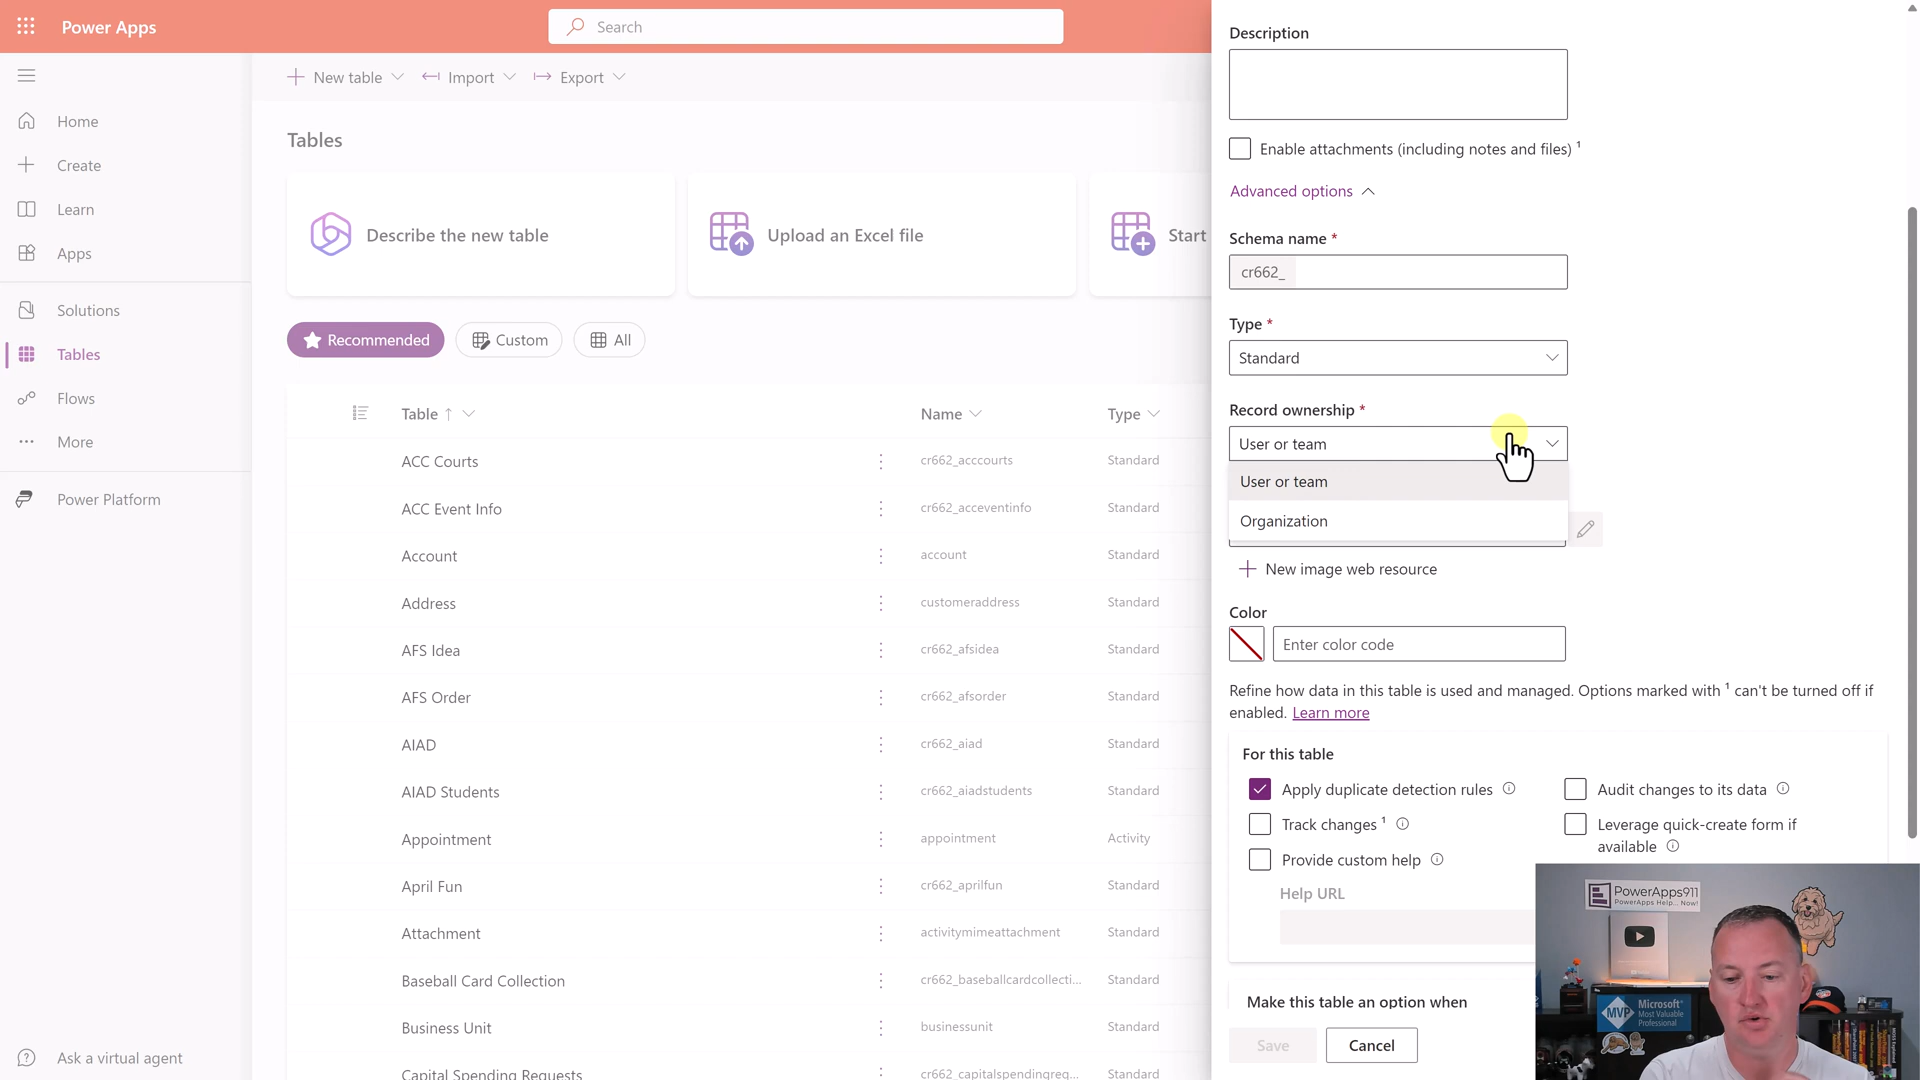 Power Apps
Search
New table
Import
Export
Home
Create
Learn
Apps
Solutions
Tables
Flows
More
Power Platform
Ask a virtual agent
Tables
Describe the new table
Upload an Excel file
Start
Recommended
Custom
All
Table ↑
Name
Type
ACC Courts
cr662_acccourts
Standard
ACC Event Info
cr662_acceventinfo
Standard
Account
account
Standard
Address
customeraddress
Standard
AFS Idea
cr662_afsidea
Standard
AFS Order
cr662_afsorder
Standard
AIAD
cr662_aiad
Standard
AIAD Students
cr662_aiadstudents
Standard
Appointment
appointment
Activity
April Fun
cr662_aprilfun
Standard
Attachment
activitymimeattachment
Standard
Baseball Card Collection
cr662_baseballcardcollecti...
Standard
Business Unit
businessunit
Standard
Capital Spending Requests
cr662_capitalspendingreq...
Standard
Description
Enable attachments (including notes and files) 1
Advanced options
Schema name *
cr662_
Type *
Standard
Record ownership *
User or team
User or team
Organization
New image web resource
Color
Enter color code
Refine how data in this table is used and managed. Options marked with 1 can't be turned off if
enabled. Learn more
For this table
Apply duplicate detection rules
Audit changes to its data
Track changes 1
Leverage quick-create form if
available
Provide custom help
Help URL
Make this table an option when
Save
Cancel
PowerApps911
PowerApps Help... Now!
Microsoft®
MVP
Most Valuable
Professional